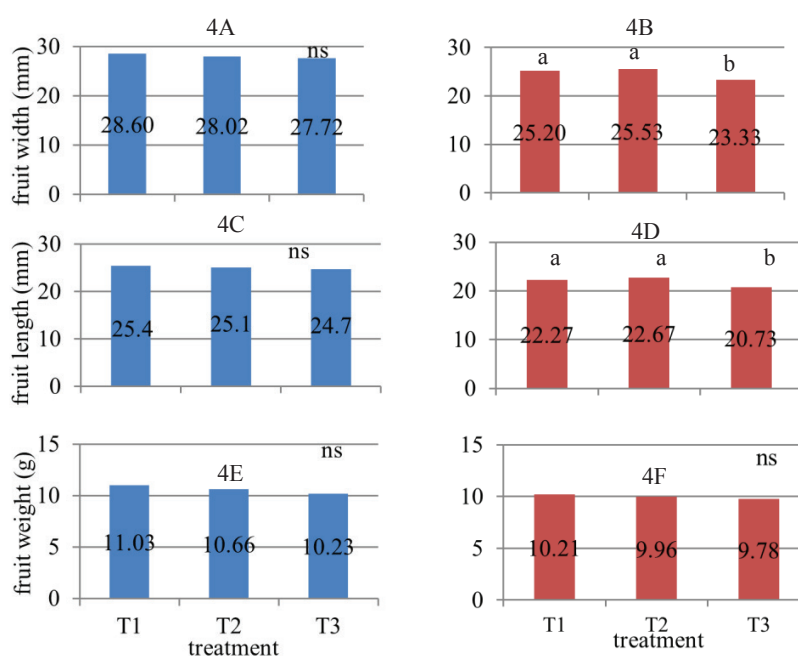 4A
fruit width (mm)
30
20
10
0
ns
28.60 28.02 27.72
4B
30
20
10
0
a a b
25.20 25.53 23.33
4C
fruit length (mm)
30
20
10
0
ns
25.4 25.1 24.7
4D
30
20
10
0
a a b
22.27 22.67 20.73
4E
fruit weight (g)
15
10
5
0
ns
11.03 10.66 10.23
T1 T2 T3
treatment
4F
15
10
5
0
ns
10.21 9.96 9.78
T1 T2 T3
treatment